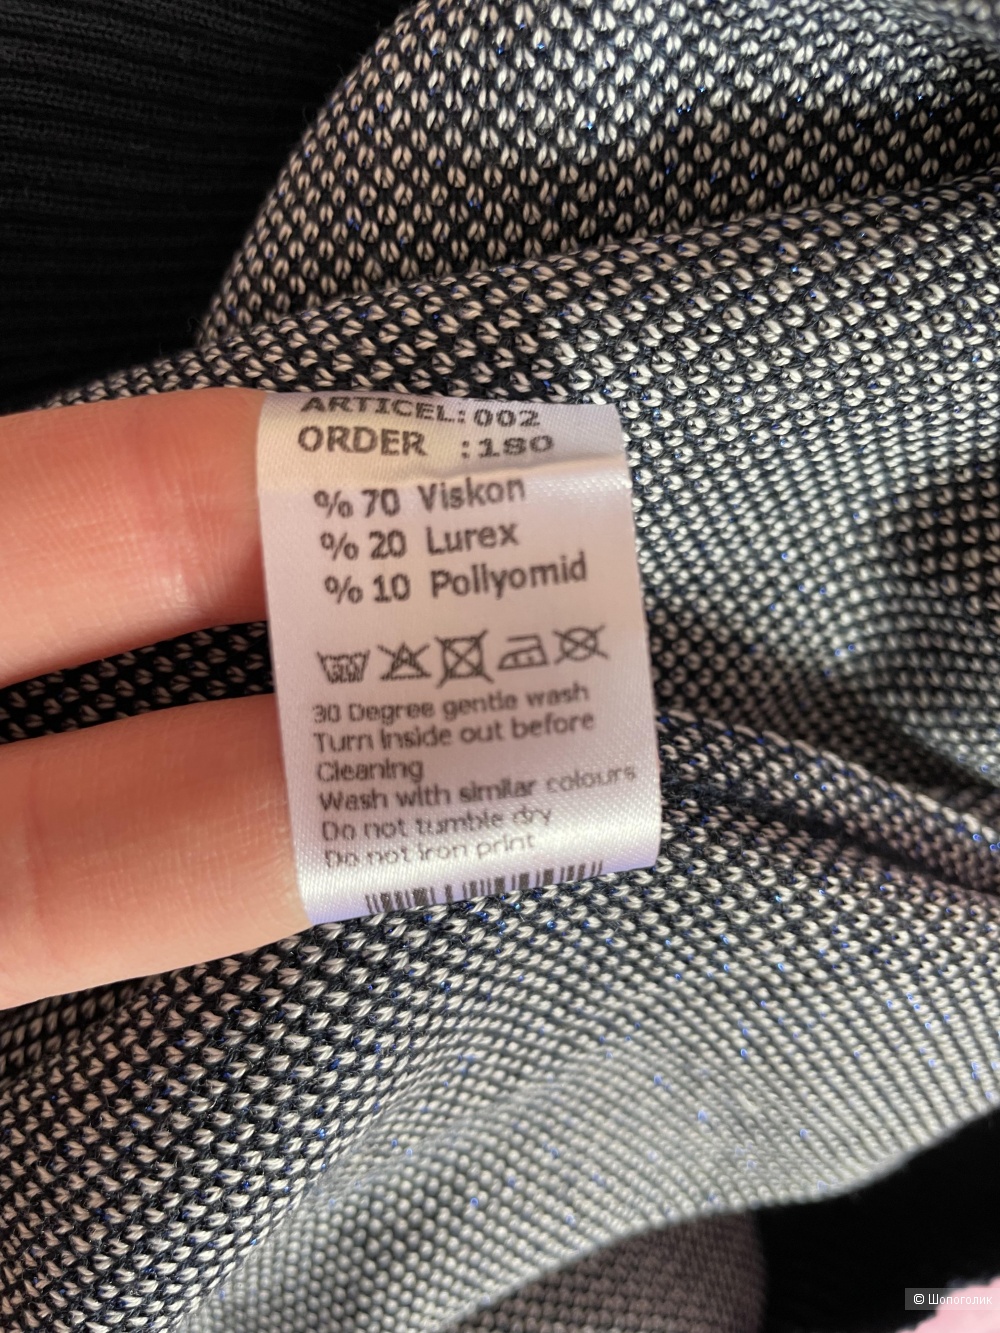 ARTICEL: 002
ORDER : 180
% 70 Viskon
% 20 Lurex
% 10 Pollyomid
30 Degree gentle wash
Turn inside out before
Cleaning
Wash with similar colours
Do not tumble dry
Do not iron print
© Шопоголик